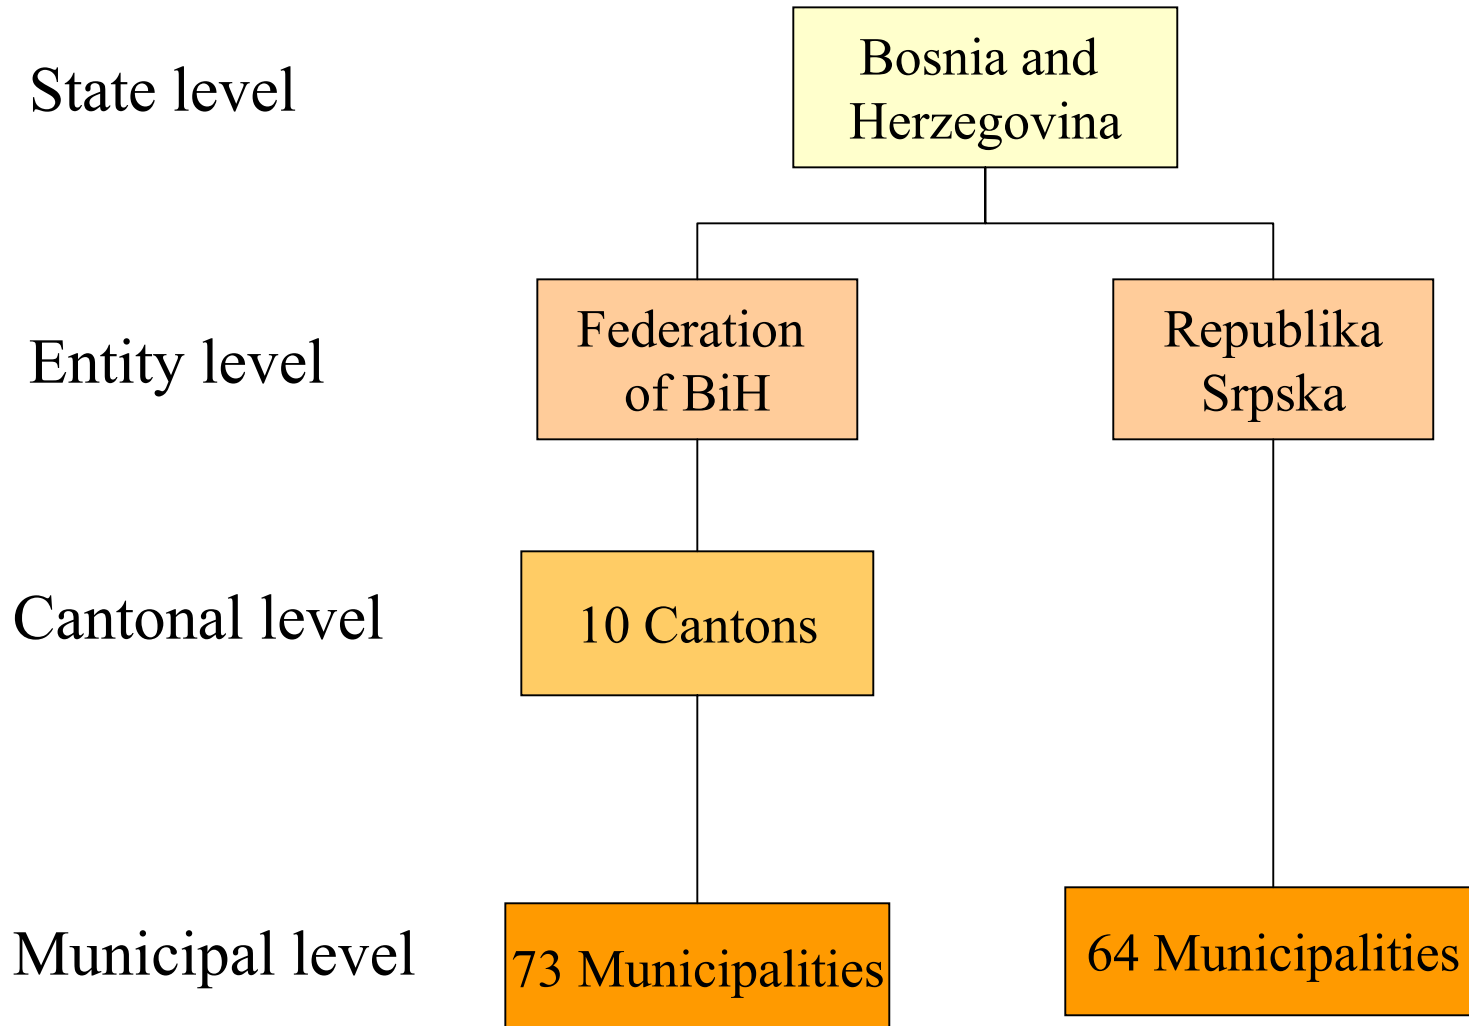 State level
Bosnia and
Herzegovina
Entity level
Federation
of BiH
Republika
Srpska
Cantonal level
10 Cantons
Municipal level
73 Municipalities
64 Municipalities